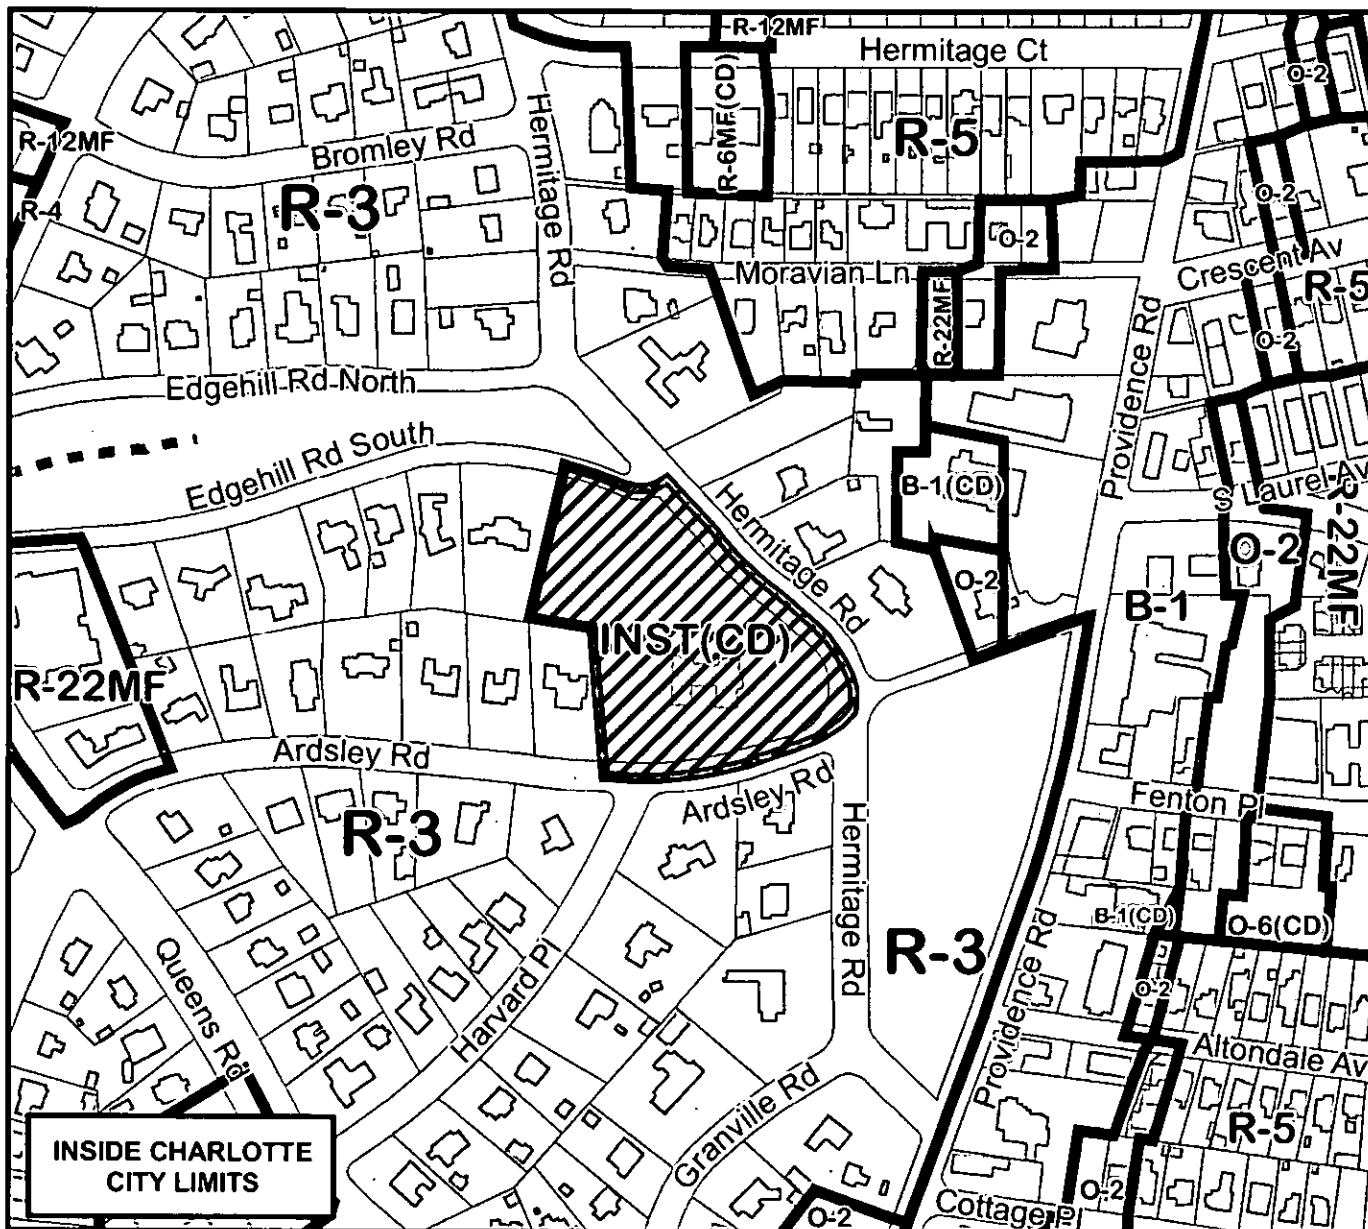 R-12MF
Hermitage Ct
O-2
R-12MF
Bromley Rd
Hermitage Rd
R-6MF(CD)
R-5
R-4
R-3
O-2
O-2
Crescent Av
Moravian Ln
R-22MF
R-5
O-2
Providence Rd
Edgehill Rd North
Edgehill Rd South
B-1(CD)
S Laurel Av
R-22MF
Hermitage Rd
O-2
O-2
B-1
INST(CD)
R-22MF
Ardsley Rd
Ardsley Rd
Fenton Pl
R-3
Hermitage Rd
B-1(CD)
O-6(CD)
R-3
Queens Rd
Harvard Pl
Providence Rd
O-2
Altondale Av
Granville Rd
R-5
INSIDE CHARLOTTE
CITY LIMITS
O-2
O-2
Cottage Pl